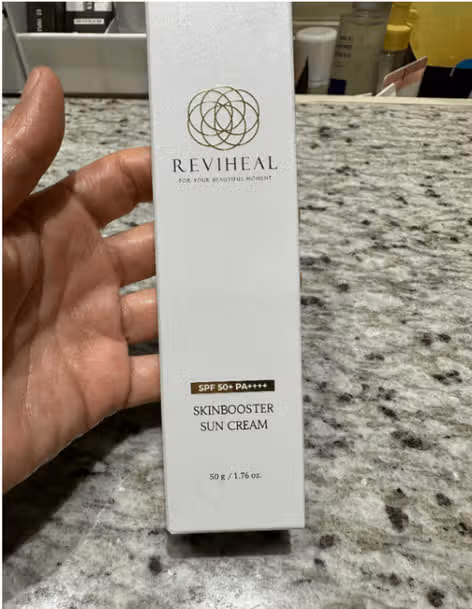 REVIHEAL
FOR YOUR BEAUTIFUL MOMENT
SPF 50+ PA++++
SKINBOOSTER
SUN CREAM
50 g / 1.76 oz.